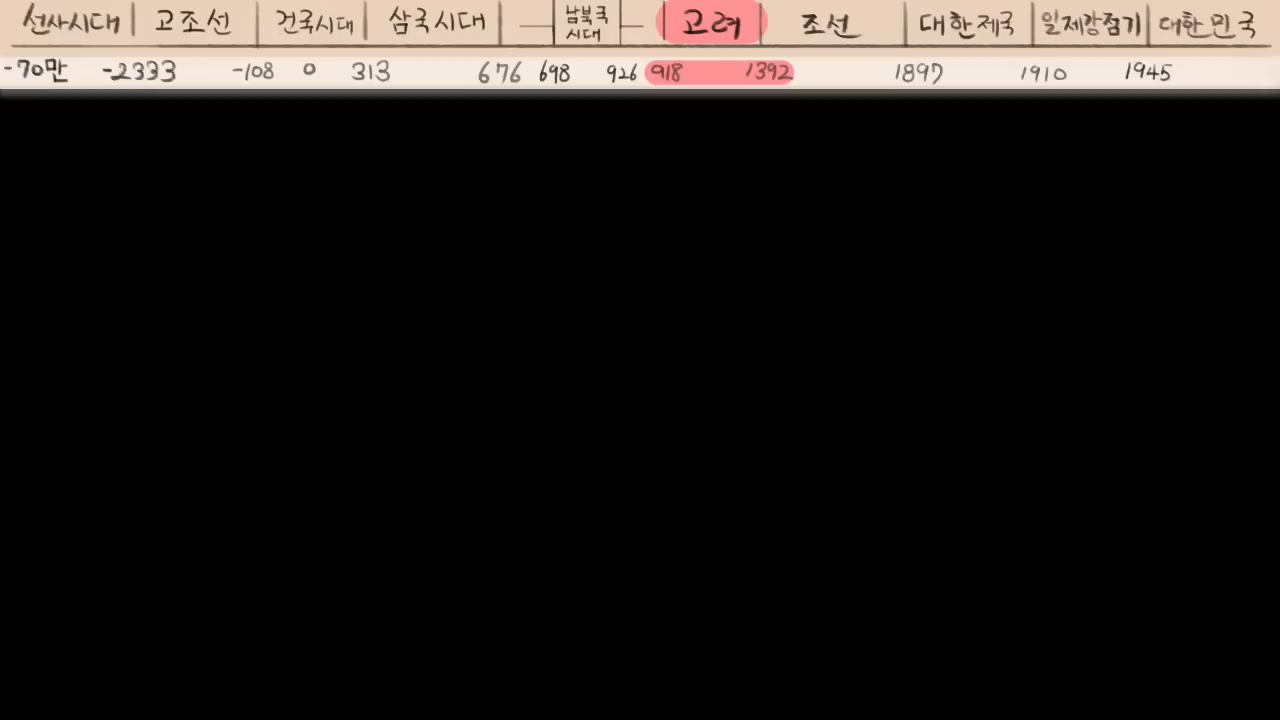 선사시대 고조선 건국시대 삼국시대 남북국 시대 고려 조선 대한제국 일제강점기 대한민국
-70만 -2333 -108 0 313 676 698 926 918 1392 1897 1910 1945